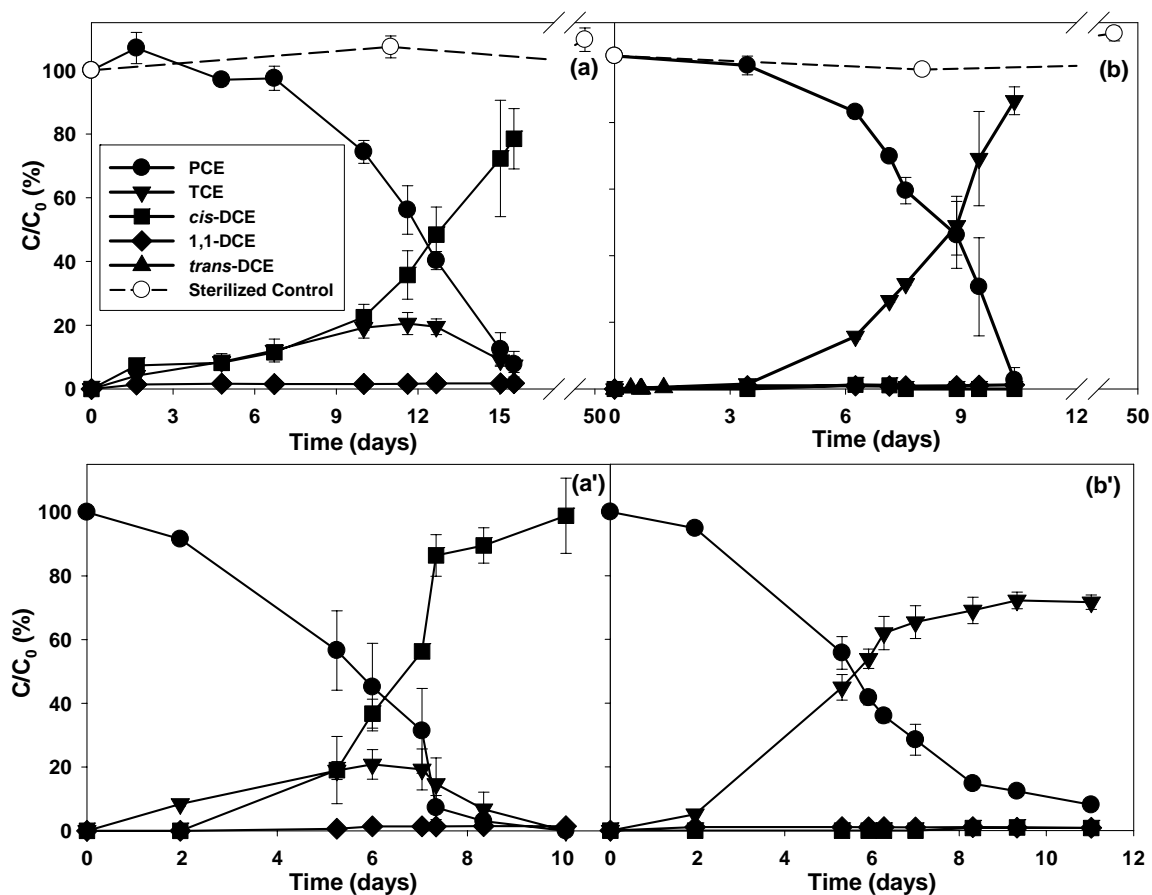 (a)
(b)
100
80
60
40
20
0
C/C0 (%)
PCE
TCE
cis-DCE
1,1-DCE
trans-DCE
Sterilized Control
0 3 6 9 12 15 50
0 3 6 9 12 50
Time (days)
Time (days)
(a')
(b')
100
80
60
40
20
0
C/C0 (%)
0 2 4 6 8 10
0 2 4 6 8 10 12
Time (days)
Time (days)